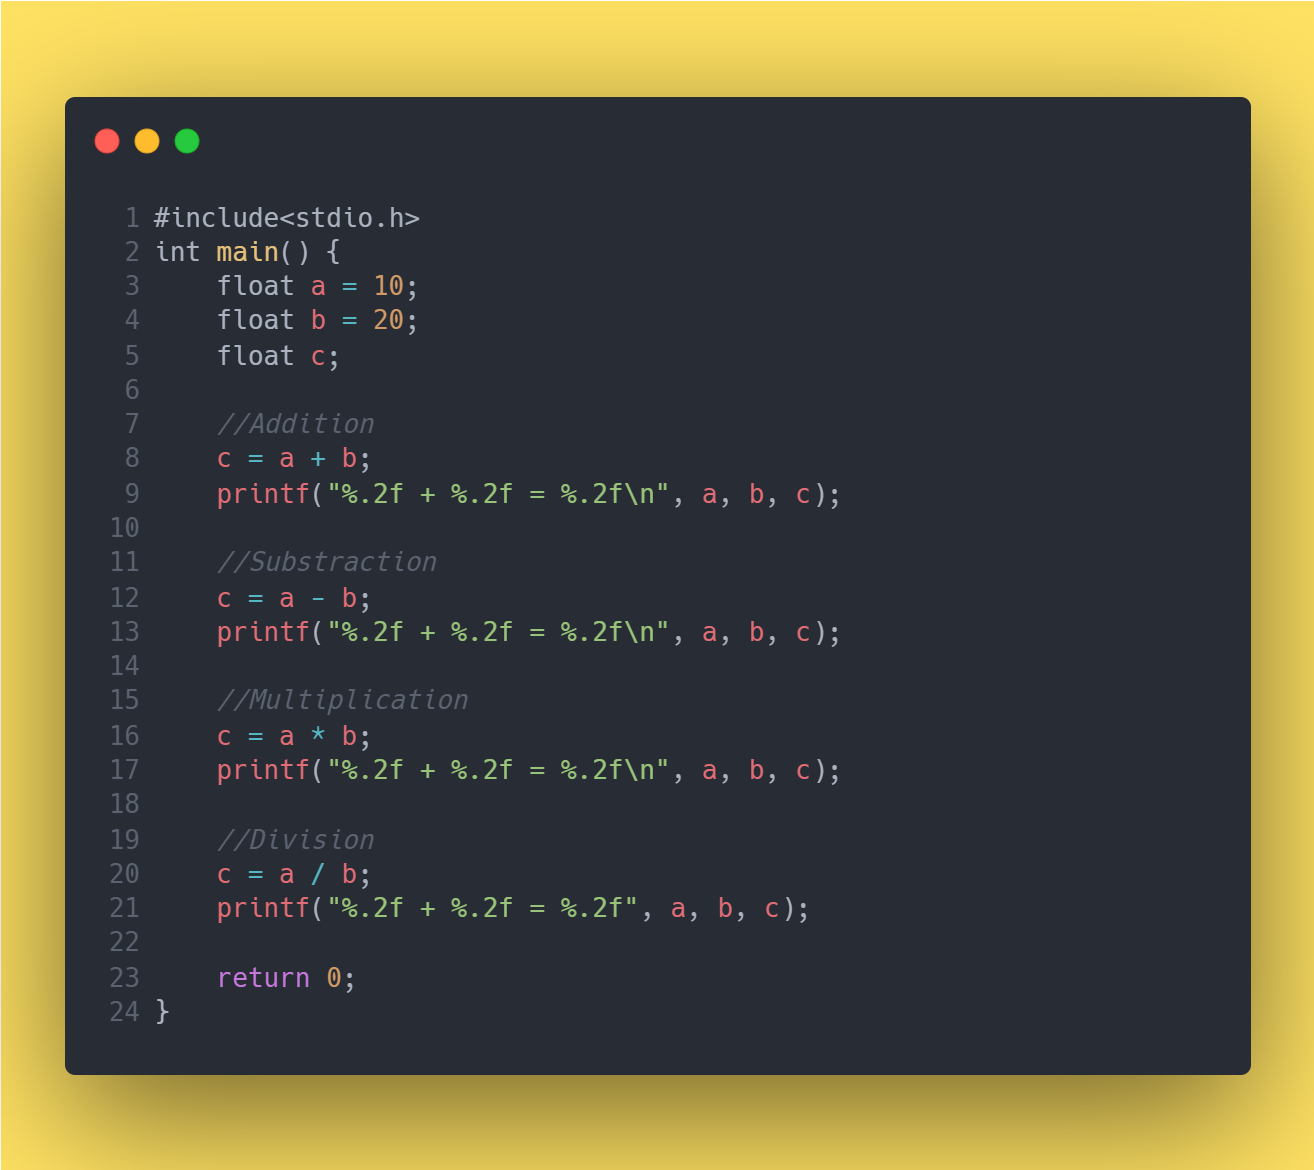 1 #include<stdio.h>
2 int main() {
3     float a = 10;
4     float b = 20;
5     float c;
6
7     //Addition
8     c = a + b;
9     printf("%.2f + %.2f = %.2f\n", a, b, c);
10
11     //Substraction
12     c = a - b;
13     printf("%.2f + %.2f = %.2f\n", a, b, c);
14
15     //Multiplication
16     c = a * b;
17     printf("%.2f + %.2f = %.2f\n", a, b, c);
18
19     //Division
20     c = a / b;
21     printf("%.2f + %.2f = %.2f", a, b, c);
22
23     return 0;
24 }